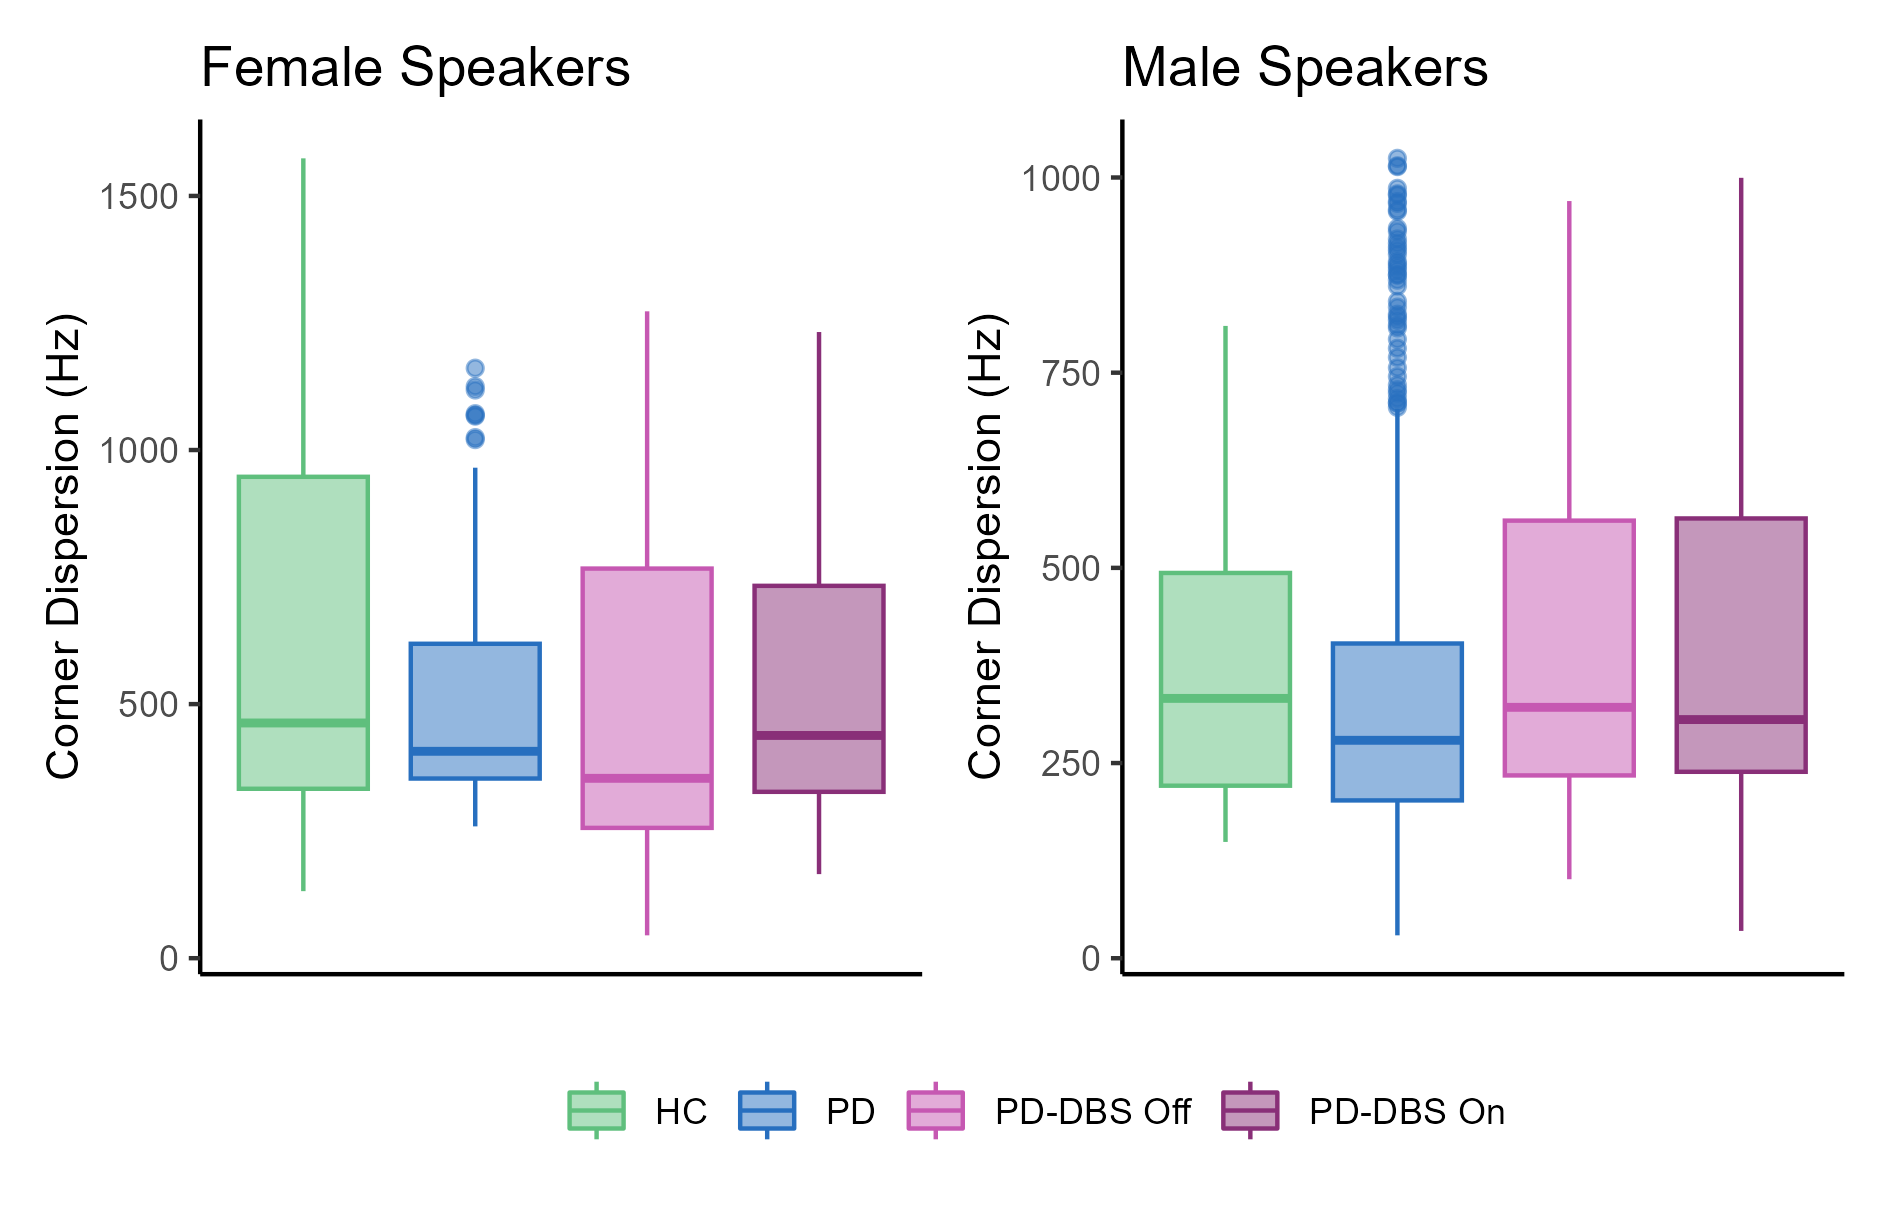 Female Speakers
Corner Dispersion (Hz)
1500
1000
500
0
Male Speakers
Corner Dispersion (Hz)
1000
750
500
250
0
HC PD PD-DBS Off PD-DBS On